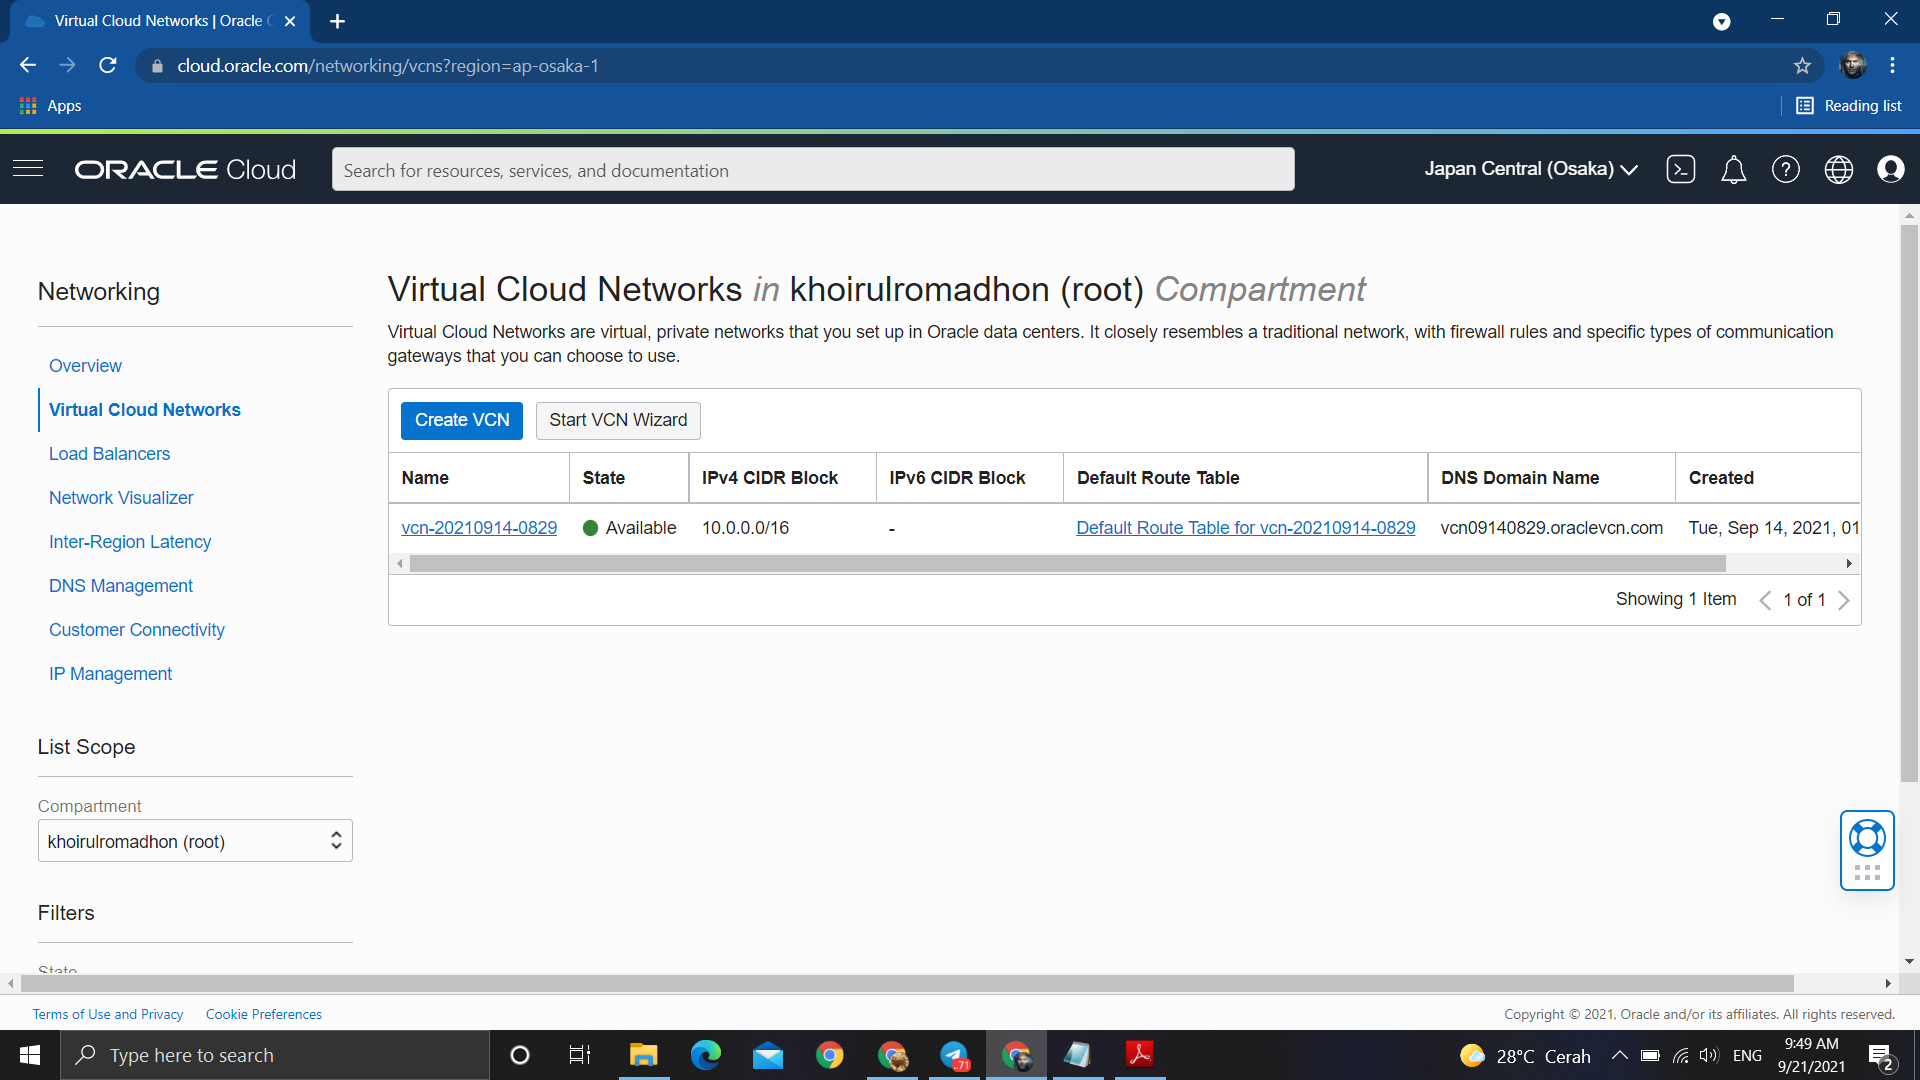 Virtual Cloud Networks | Oracle C
cloud.oracle.com/networking/vcns?region=ap-osaka-1
Apps
Reading list
ORACLE Cloud
Search for resources, services, and documentation
Japan Central (Osaka)
Networking
Overview
Virtual Cloud Networks
Load Balancers
Network Visualizer
Inter-Region Latency
DNS Management
Customer Connectivity
IP Management
List Scope
Compartment
khoirulromadhon (root)
Filters
State
Virtual Cloud Networks in khoirulromadhon (root) Compartment
Virtual Cloud Networks are virtual, private networks that you set up in Oracle data centers. It closely resembles a traditional network, with firewall rules and specific types of communication
gateways that you can choose to use.
Create VCN Start VCN Wizard
Name State IPv4 CIDR Block IPv6 CIDR Block Default Route Table DNS Domain Name Created
vcn-20210914-0829 Available 10.0.0.0/16 - Default Route Table for vcn-20210914-0829 vcn09140829.oraclevcn.com Tue, Sep 14, 2021, 01
Showing 1 Item 1 of 1
Terms of Use and Privacy Cookie Preferences
Copyright © 2021, Oracle and/or its affiliates. All rights reserved.
Type here to search
71
28°C Cerah
ENG
9:49 AM
9/21/2021
2